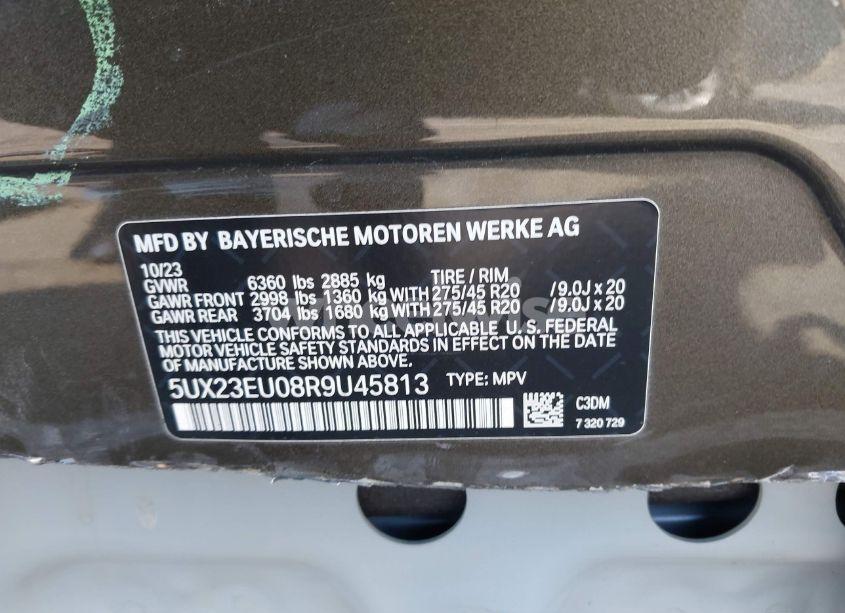 MFD BY BAYERISCHE MOTOREN WERKE AG
10/23 TIRE / RIM
GVWR 6360 lbs 2885 kg
GAWR FRONT 2998 lbs 1360 kg WITH 275/45 R20 / 9.0J x 20
GAWR REAR 3704 lbs 1680 kg WITH 275/45 R20 / 9.0J x 20
THIS VEHICLE CONFORMS TO ALL APPLICABLE U. S. FEDERAL
MOTOR VEHICLE SAFETY STANDARDS IN EFFECT ON THE DATE
OF MANUFACTURE SHOWN ABOVE.
5UX23EU08R9U45813 TYPE: MPV
C3DM
7 320 729